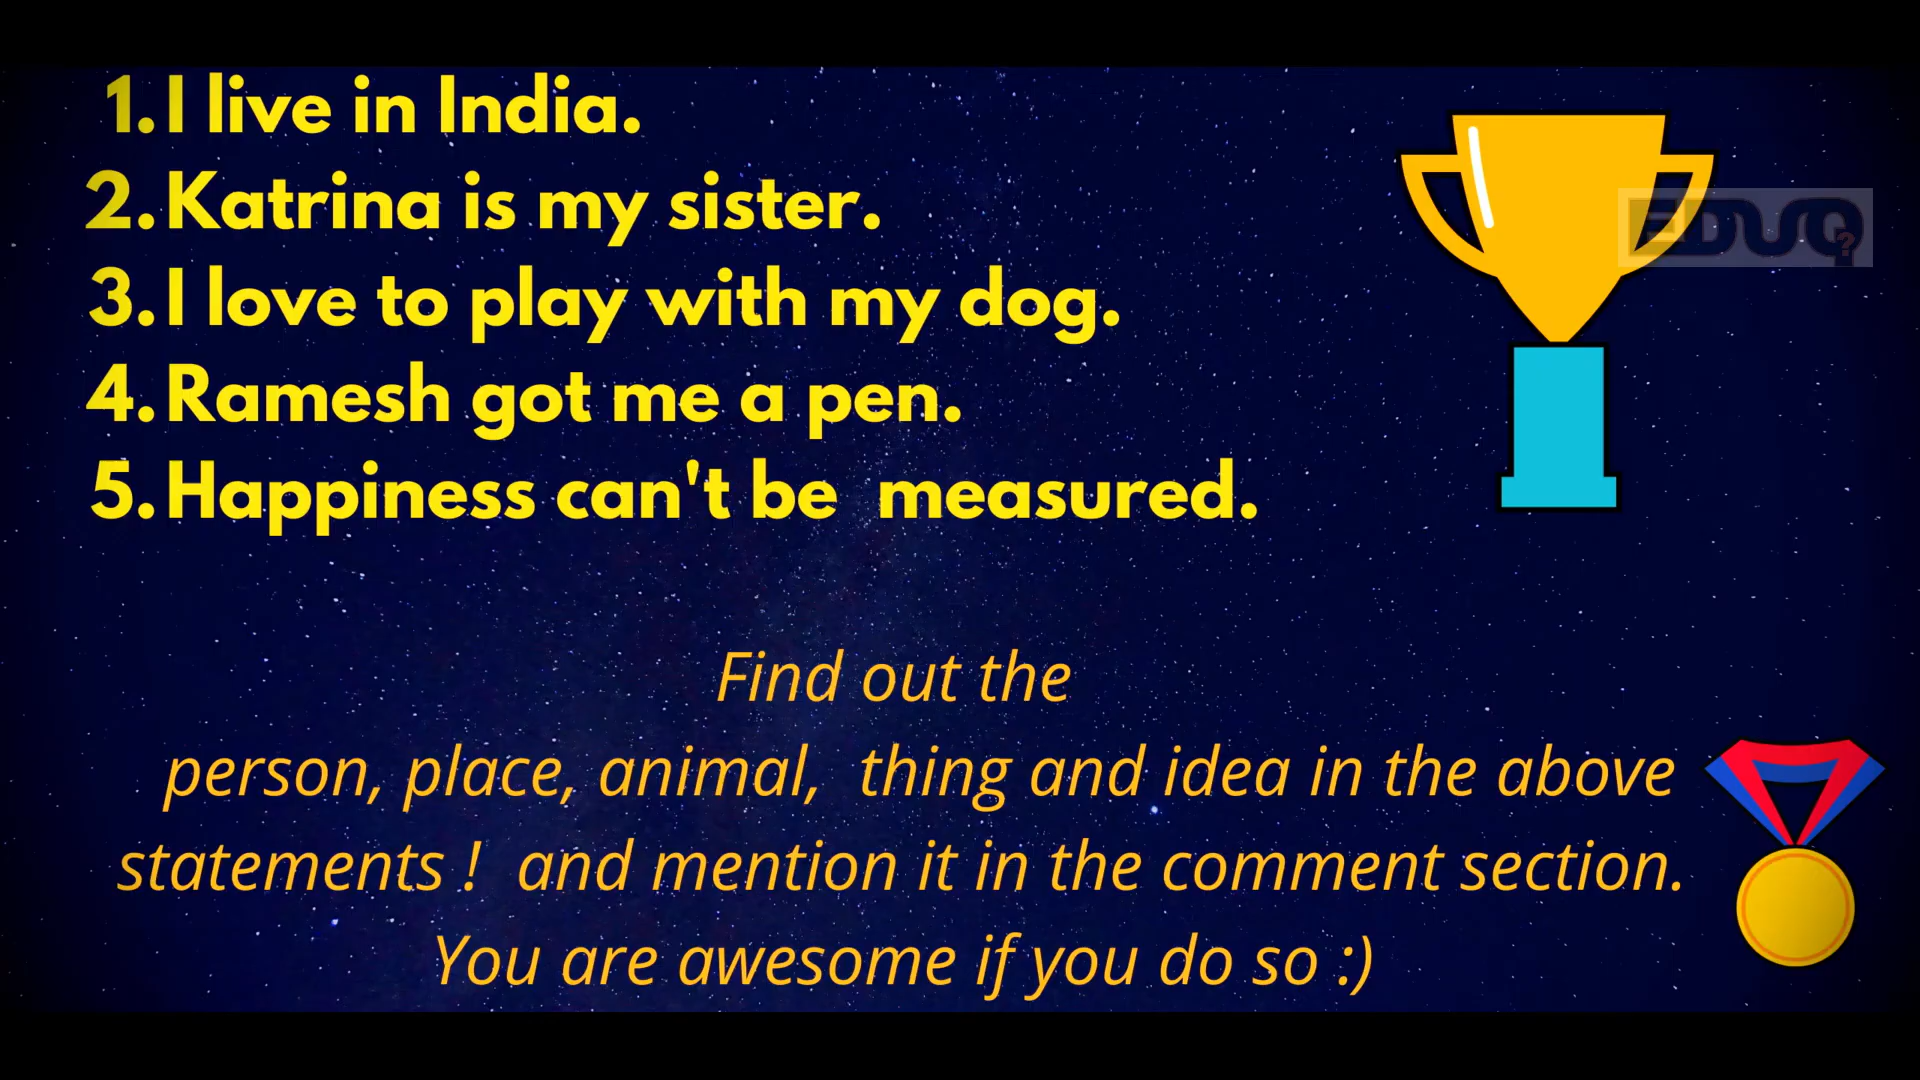 1. I live in India.
2. Katrina is my sister.
3. I love to play with my dog.
4. Ramesh got me a pen.
5. Happiness can't be measured.
EDUQ?
Find out the
person, place, animal, thing and idea in the above
statements ! and mention it in the comment section.
You are awesome if you do so :)